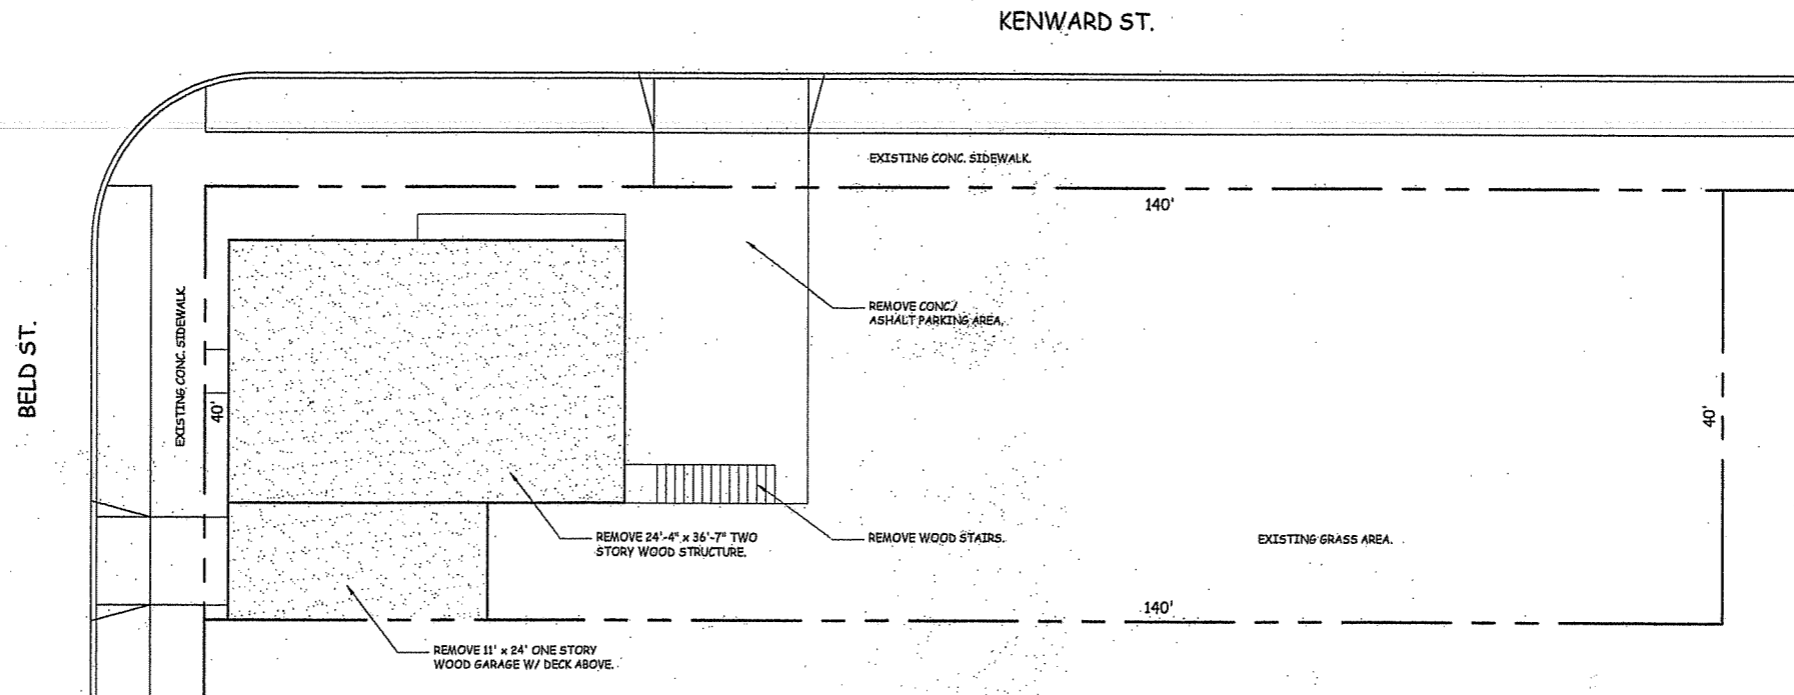 KENWARD ST.
EXISTING CONC. SIDEWALK.
140'
BELD ST.
EXISTING CONC. SIDEWALK.
40'
REMOVE CONC./
ASHALT PARKING AREA.
40'
REMOVE 24'-4" x 36'-7" TWO
STORY WOOD STRUCTURE.
REMOVE WOOD STAIRS.
EXISTING GRASS AREA.
140'
REMOVE 11' x 24' ONE STORY
WOOD GARAGE W/ DECK ABOVE.